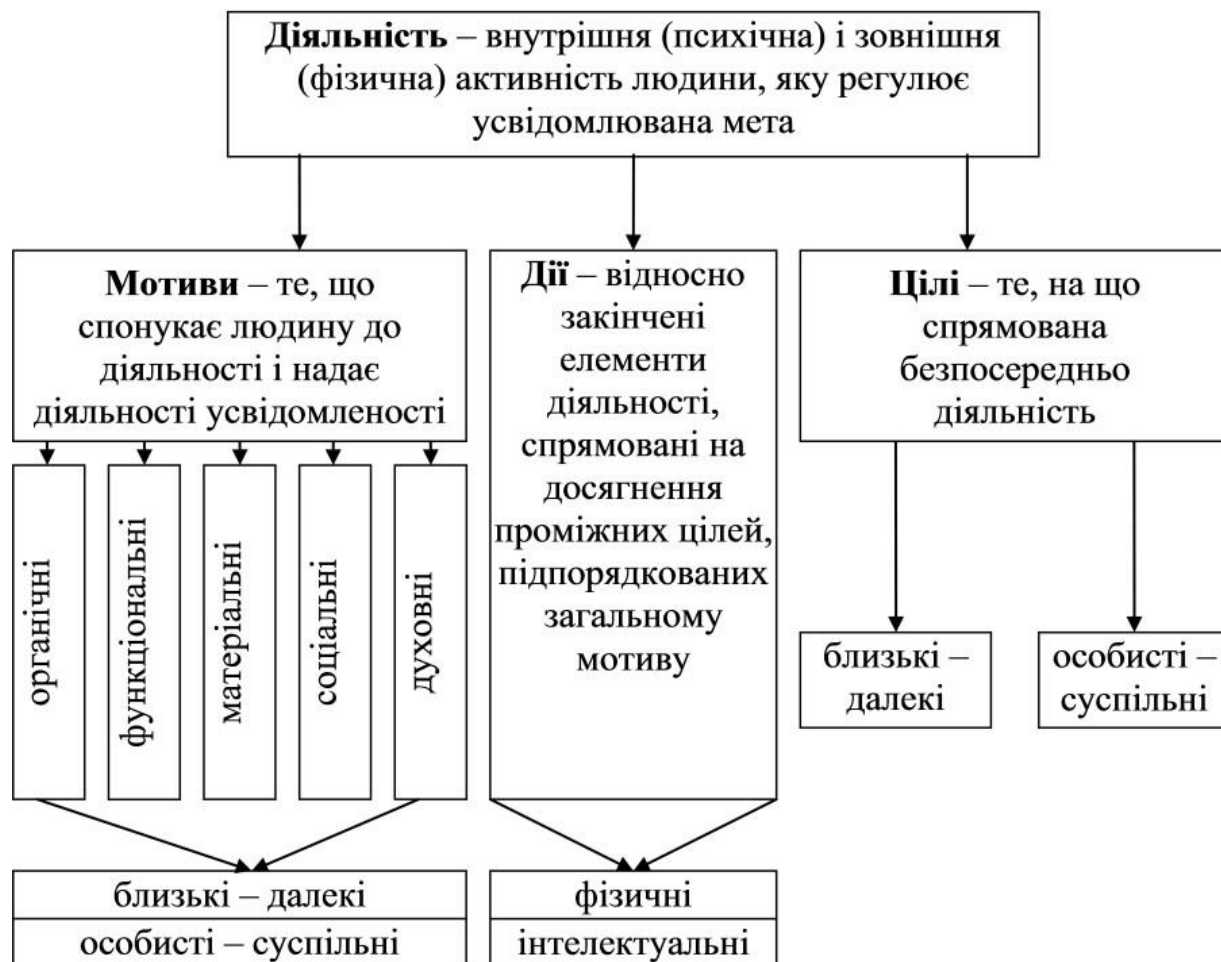 Діяльність – внутрішня (психічна) і зовнішня
(фізична) активність людини, яку регулює
усвідомлювана мета
Мотиви – те, що
спонукає людину до
діяльності і надає
діяльності усвідомленості
Дії – відносно
закінчені
елементи
діяльності,
спрямовані на
досягнення
проміжних цілей,
підпорядкованих
загальному
мотиву
Цілі – те, на що
спрямована
безпосередньо
діяльність
органічні
функціональні
матеріальні
соціальні
духовні
близькі –
далекі
особисті –
суспільні
близькі – далекі
особисті – суспільні
фізичні
інтелектуальні